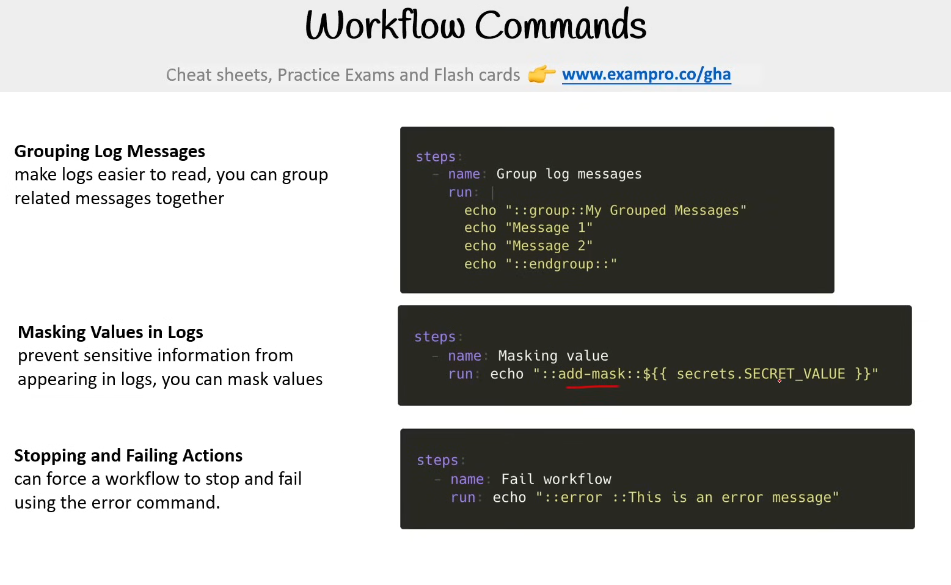 Workflow Commands
Cheat sheets, Practice Exams and Flash cards 👉 www.exampro.co/gha
Grouping Log Messages
make logs easier to read, you can group
related messages together
steps:
  - name: Group log messages
    run: |
      echo "::group::My Grouped Messages"
      echo "Message 1"
      echo "Message 2"
      echo "::endgroup::"
Masking Values in Logs
prevent sensitive information from
appearing in logs, you can mask values
steps:
  - name: Masking value
    run: echo "::add-mask::${{ secrets.SECRET_VALUE }}"
Stopping and Failing Actions
can force a workflow to stop and fail
using the error command.
steps:
  - name: Fail workflow
    run: echo "::error ::This is an error message"